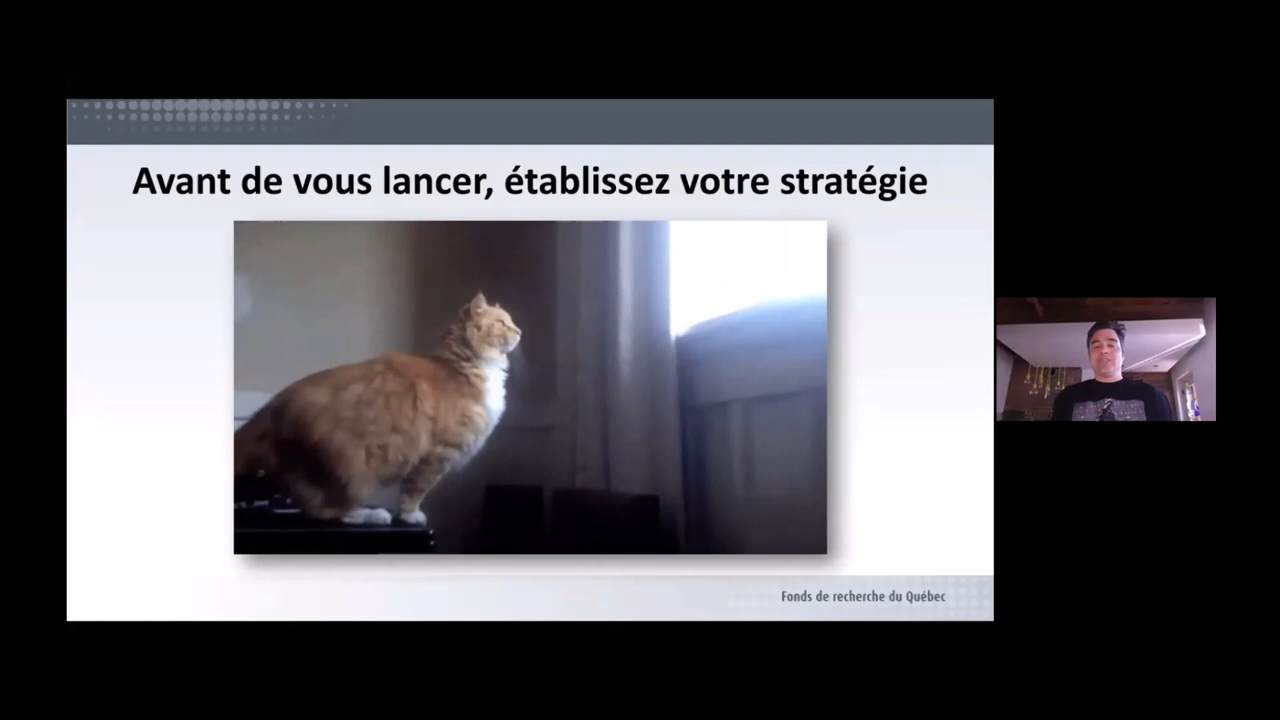 Avant de vous lancer, établissez votre stratégie
Fonds de recherche du Québec